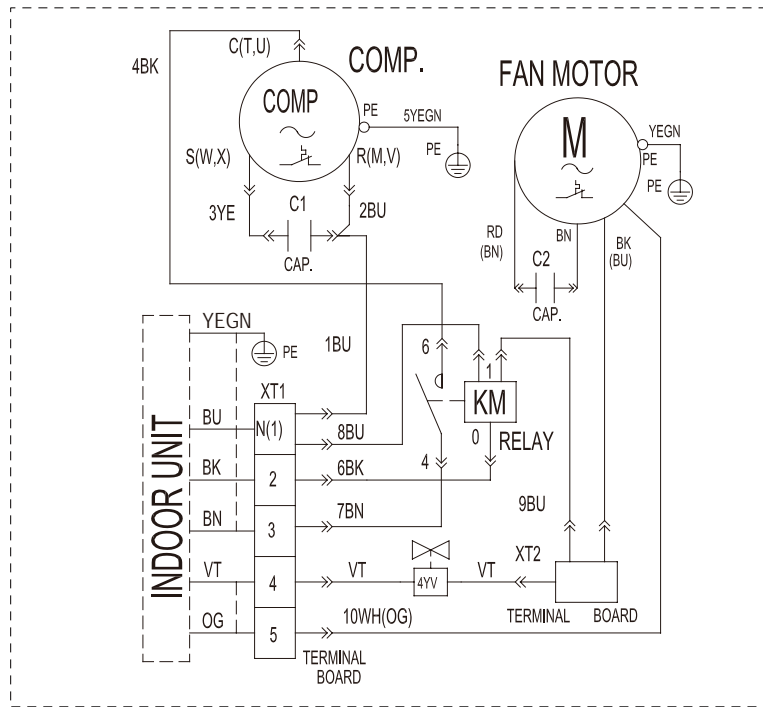 C(T,U)
4BK
COMP.
FAN MOTOR
COMP
PE
5YEGN
PE
S(W,X)
R(M,V)
M
YEGN
PE
PE
3YE
C1
2BU
CAP.
RD
(BN)
BN
C2
CAP.
BK
(BU)
INDOOR UNIT
YEGN
PE
1BU
XT1
6
1
KM
0
RELAY
BU
N(1)
8BU
BK
2
6BK
4
BN
3
7BN
9BU
VT
4
VT
4YV
VT
XT2
TERMINAL BOARD
OG
5
10WH(OG)
TERMINAL
BOARD